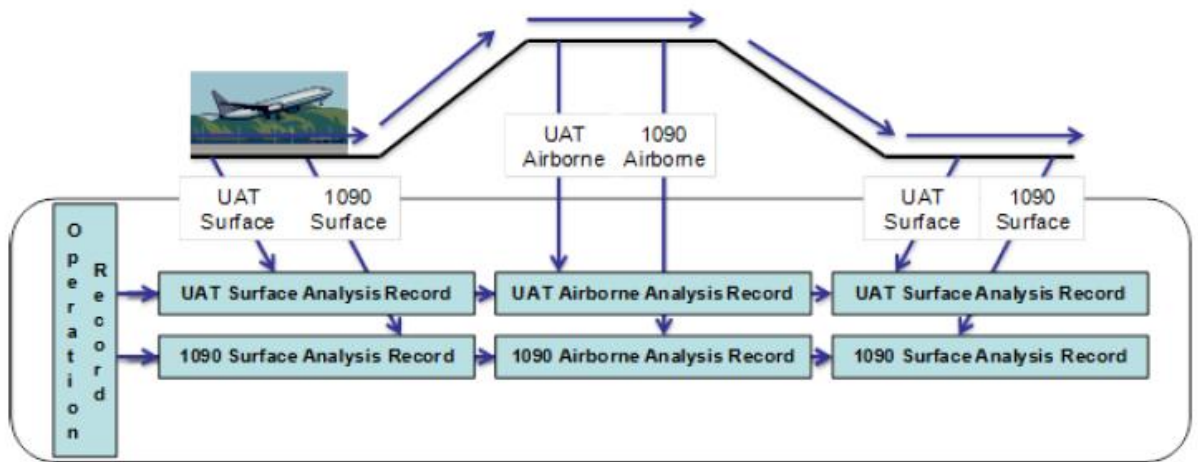 UAT
Airborne
1090
Airborne
UAT
Surface
1090
Surface
UAT
Surface
1090
Surface
Operation
Record
UAT Surface Analysis Record
UAT Airborne Analysis Record
UAT Surface Analysis Record
1090 Surface Analysis Record
1090 Airborne Analysis Record
1090 Surface Analysis Record